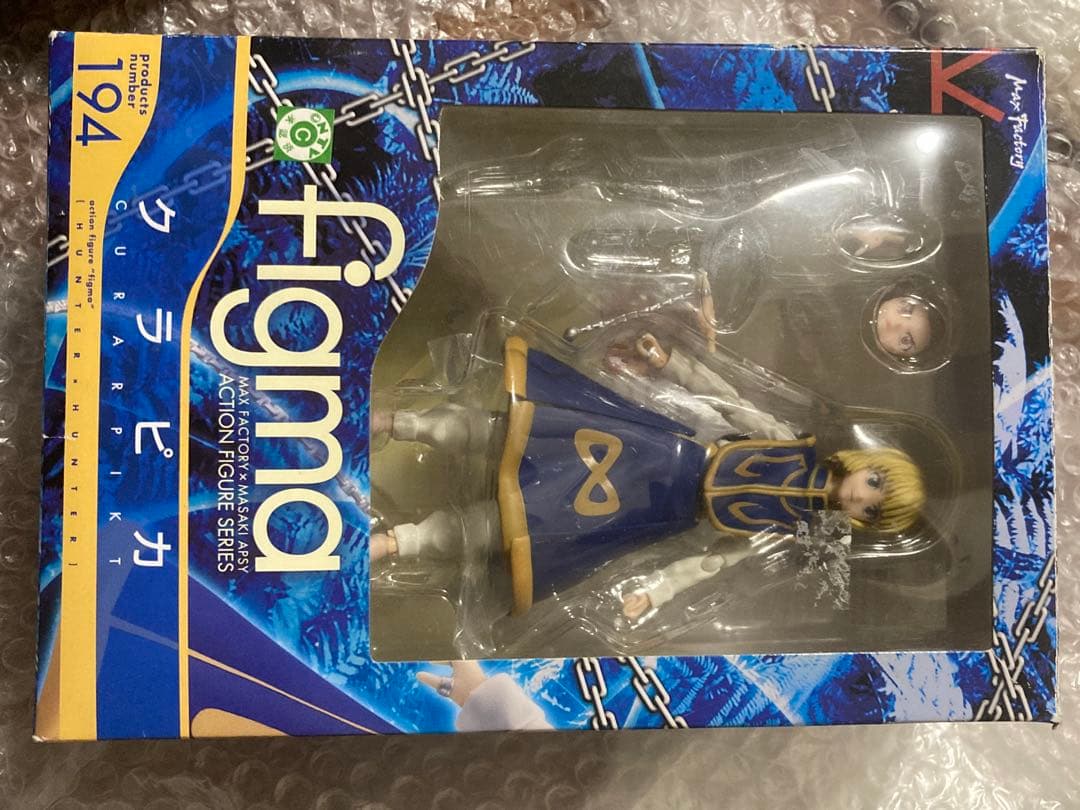 Max Factory
figma
MAX FACTORY × MASAKI APSY
ACTION FIGURE SERIES
クラピカ
CURARPIKT
action figure "figma"
[HUNTER×HUNTER]
products
number
194